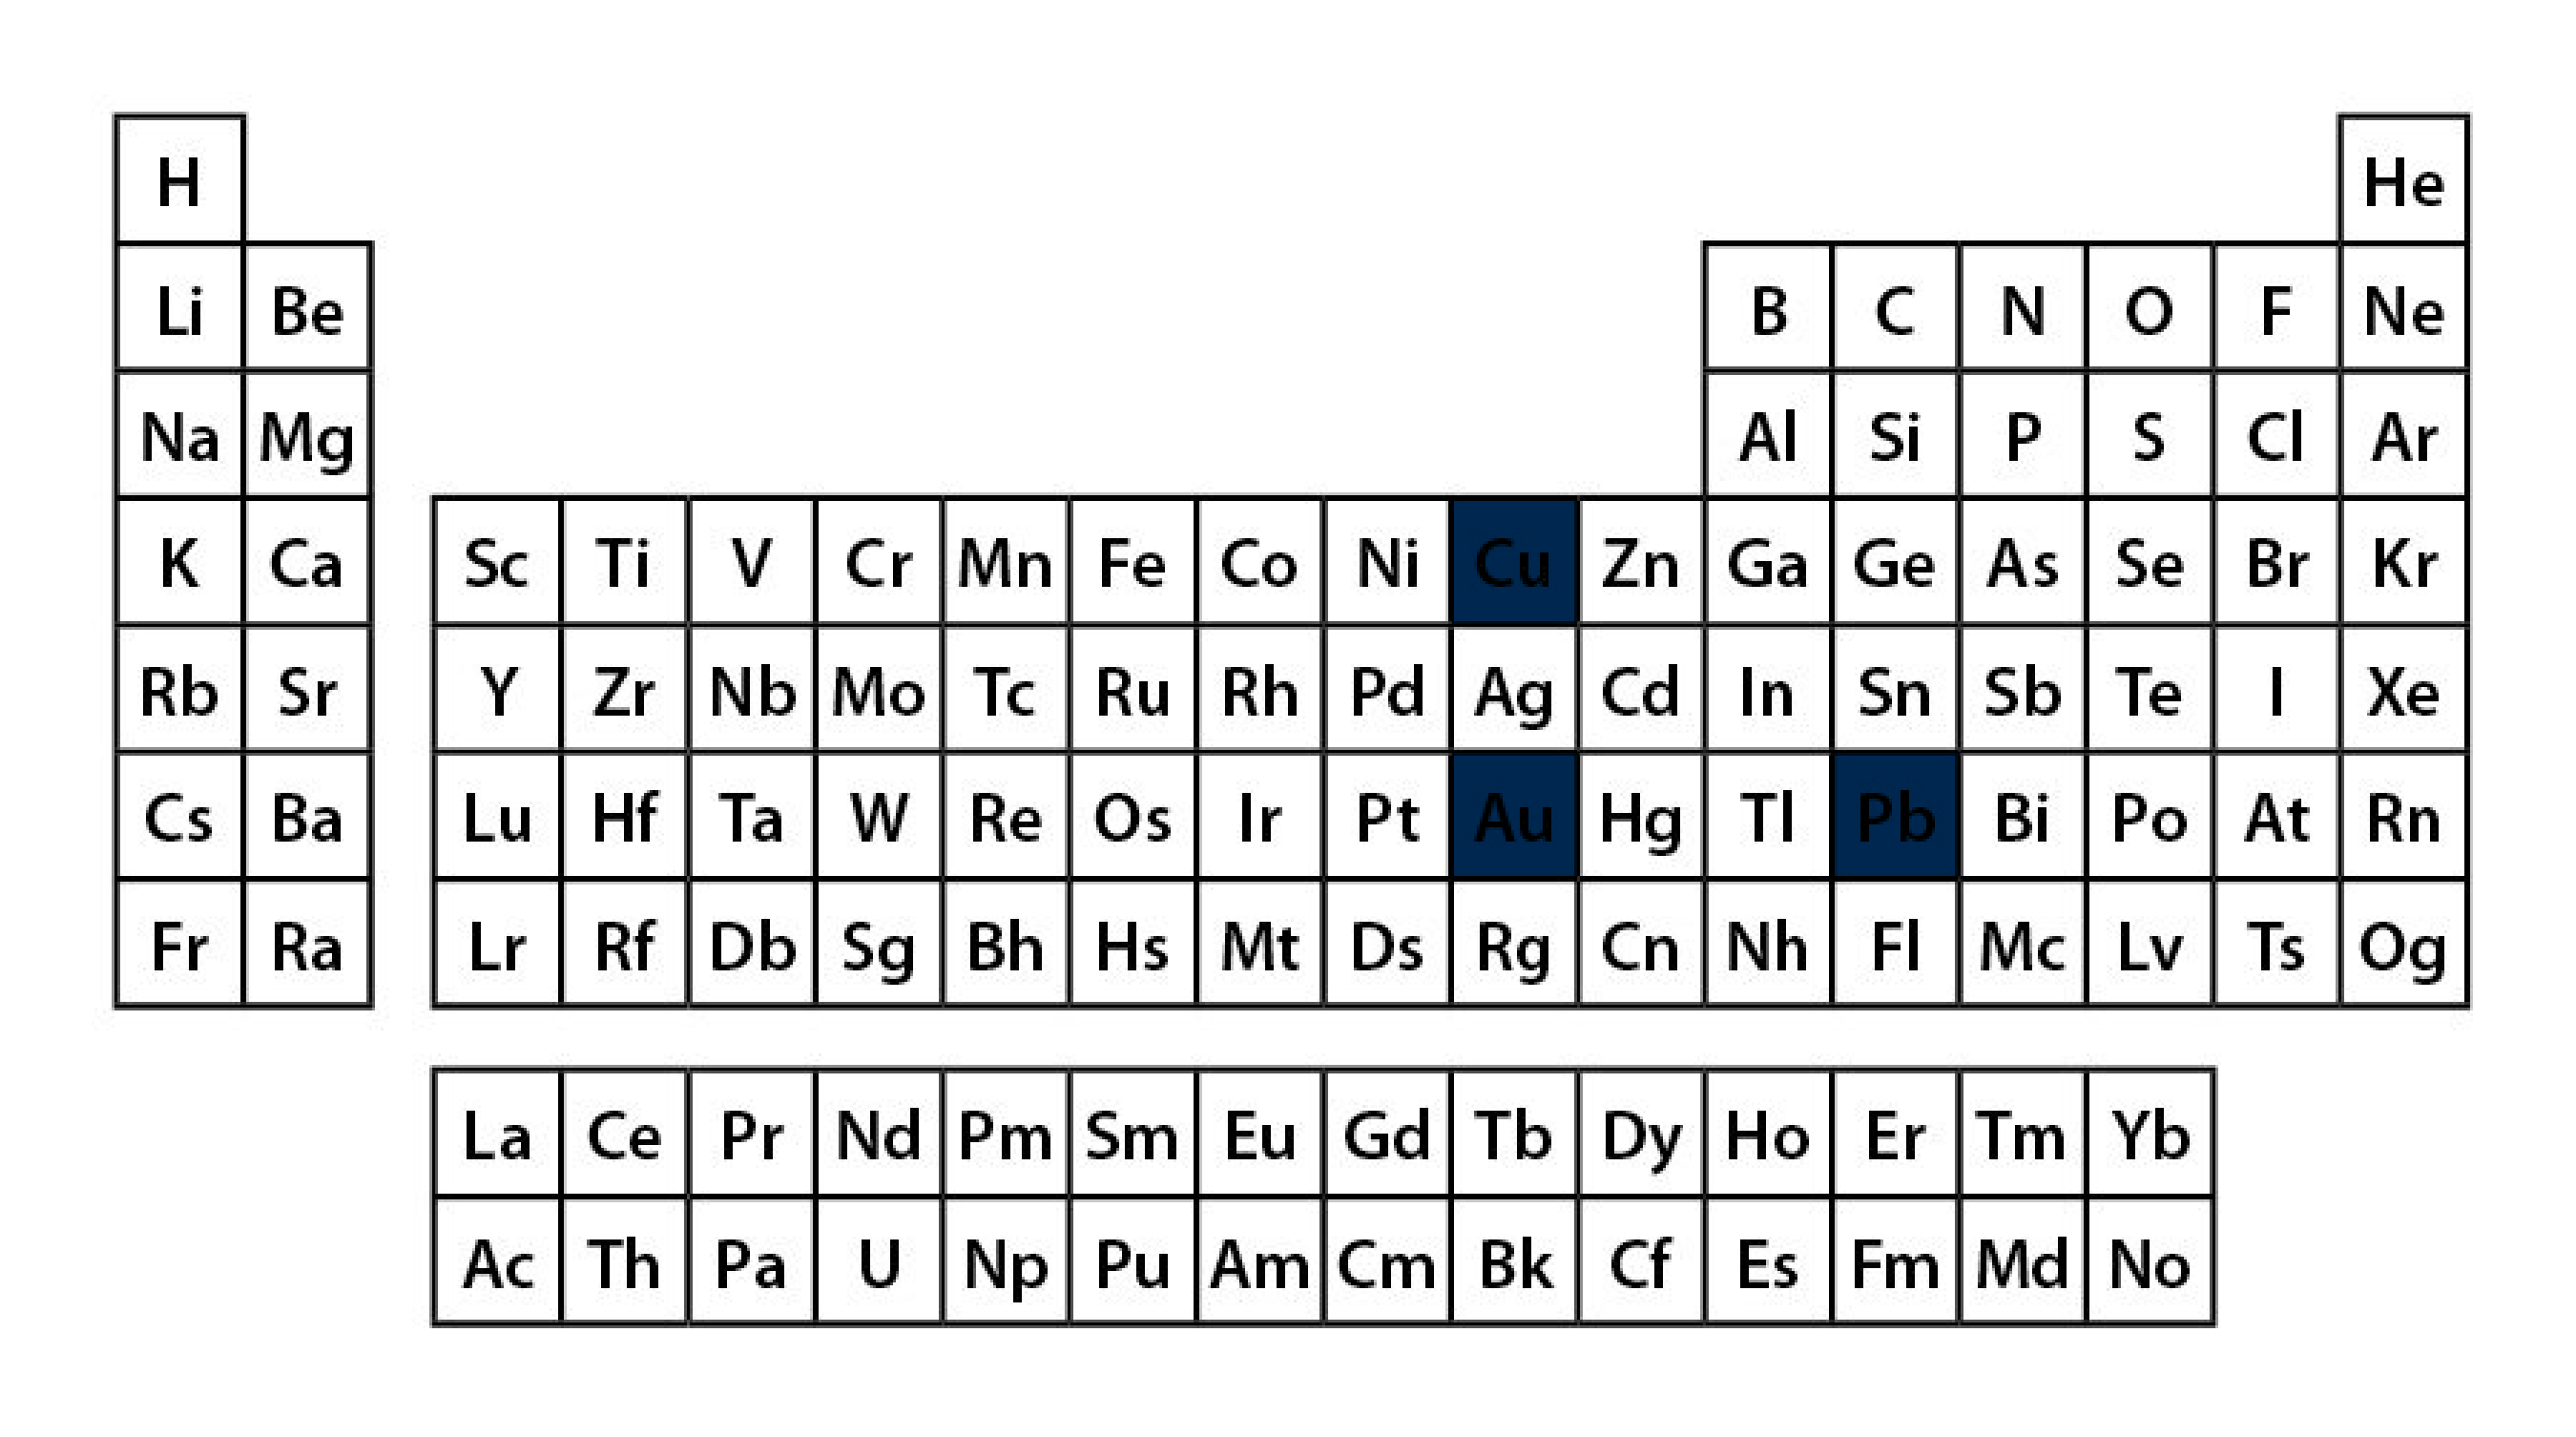 H He
Li Be B C N O F Ne
Na Mg Al Si P S Cl Ar
K Ca Sc Ti V Cr Mn Fe Co Ni Cu Zn Ga Ge As Se Br Kr
Rb Sr Y Zr Nb Mo Tc Ru Rh Pd Ag Cd In Sn Sb Te I Xe
Cs Ba Lu Hf Ta W Re Os Ir Pt Au Hg Tl Pb Bi Po At Rn
Fr Ra Lr Rf Db Sg Bh Hs Mt Ds Rg Cn Nh Fl Mc Lv Ts Og
La Ce Pr Nd Pm Sm Eu Gd Tb Dy Ho Er Tm Yb
Ac Th Pa U Np Pu Am Cm Bk Cf Es Fm Md No